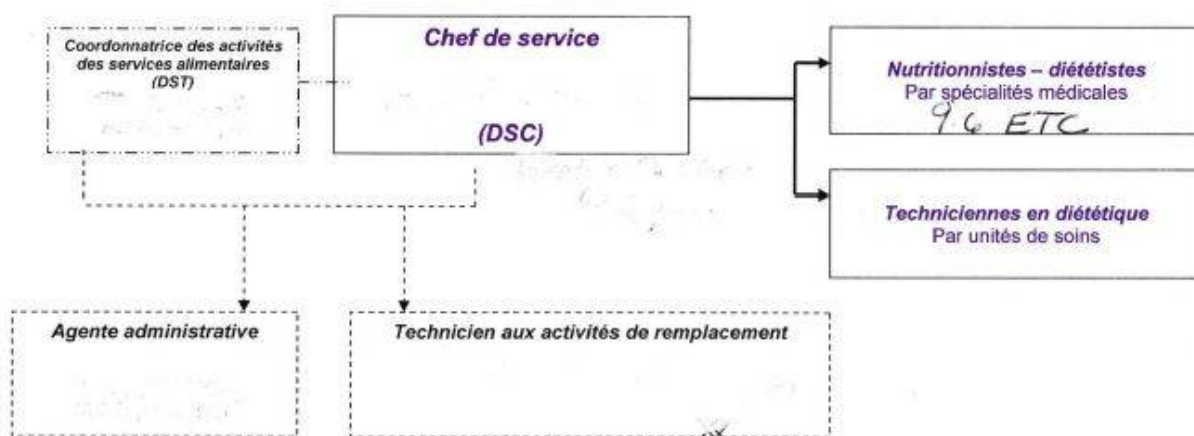 Coordonnatrice des activités
des services alimentaires
(DST)
Chef de service
(DSC)
Nutritionnistes – diététistes
Par spécialités médicales
9.6 ETC
Techniciennes en diététique
Par unités de soins
Agente administrative
Technicien aux activités de remplacement